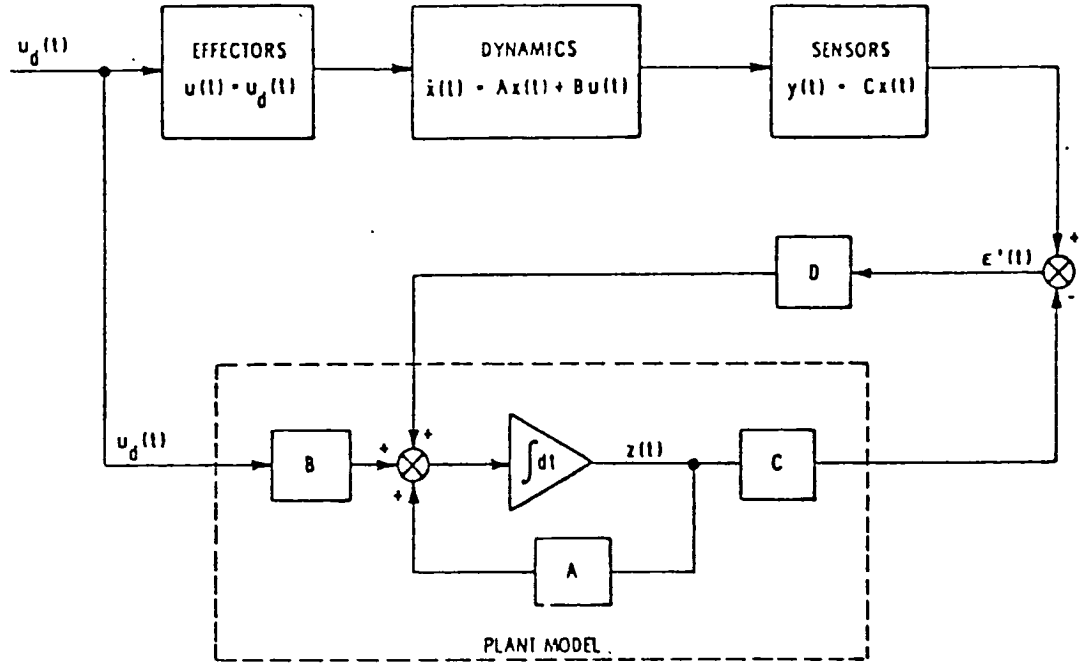 u_d(t)
EFFECTORS
u(t) = u_d(t)
DYNAMICS
ẋ(t) = Ax(t) + Bu(t)
SENSORS
y(t) = Cx(t)
+
ε'(t)
-
D
u_d(t)
B
+
+
+
∫dt
z(t)
C
A
PLANT MODEL